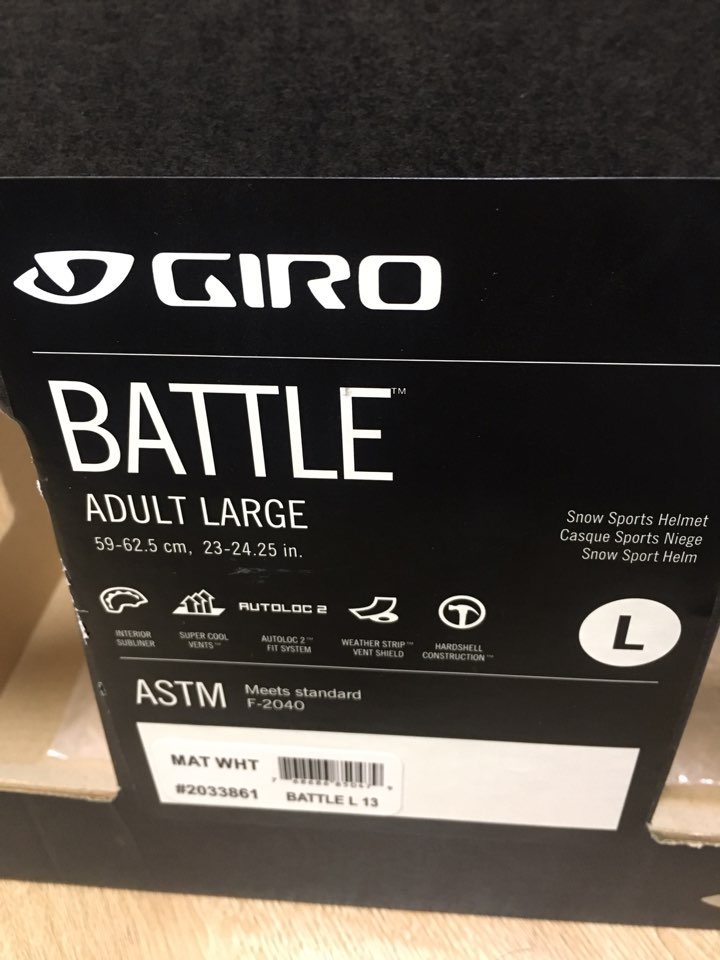 GIRO
BATTLE™
ADULT LARGE
59-62.5 cm, 23-24.25 in.
Snow Sports Helmet
Casque Sports Niege
Snow Sport Helm
INTERIOR
SUBLINER
SUPER COOL
VENTS™
AUTOLOC 2
AUTOLOC 2™
FIT SYSTEM
WEATHER STRIP™
VENT SHIELD
HARDSHELL
CONSTRUCTION™
L
ASTM
Meets standard
F-2040
MAT WHT
#2033861
BATTLE L 13